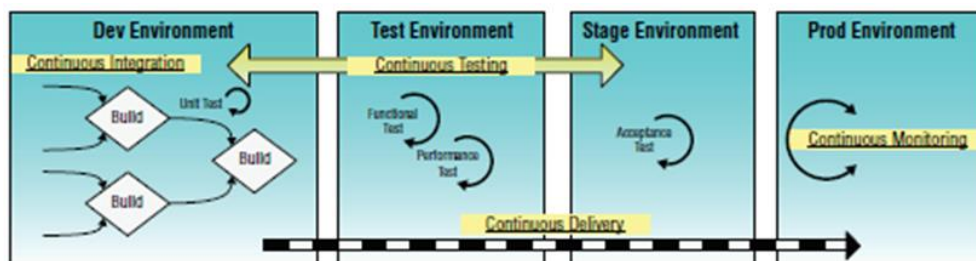 Dev Environment
Continuous Integration
Build
Build
Unit Test
Build
Test Environment
Continuous Testing
Functional
Test
Performance
Test
Stage Environment
Acceptance
Test
Prod Environment
Continuous Monitoring
Continuous Delivery